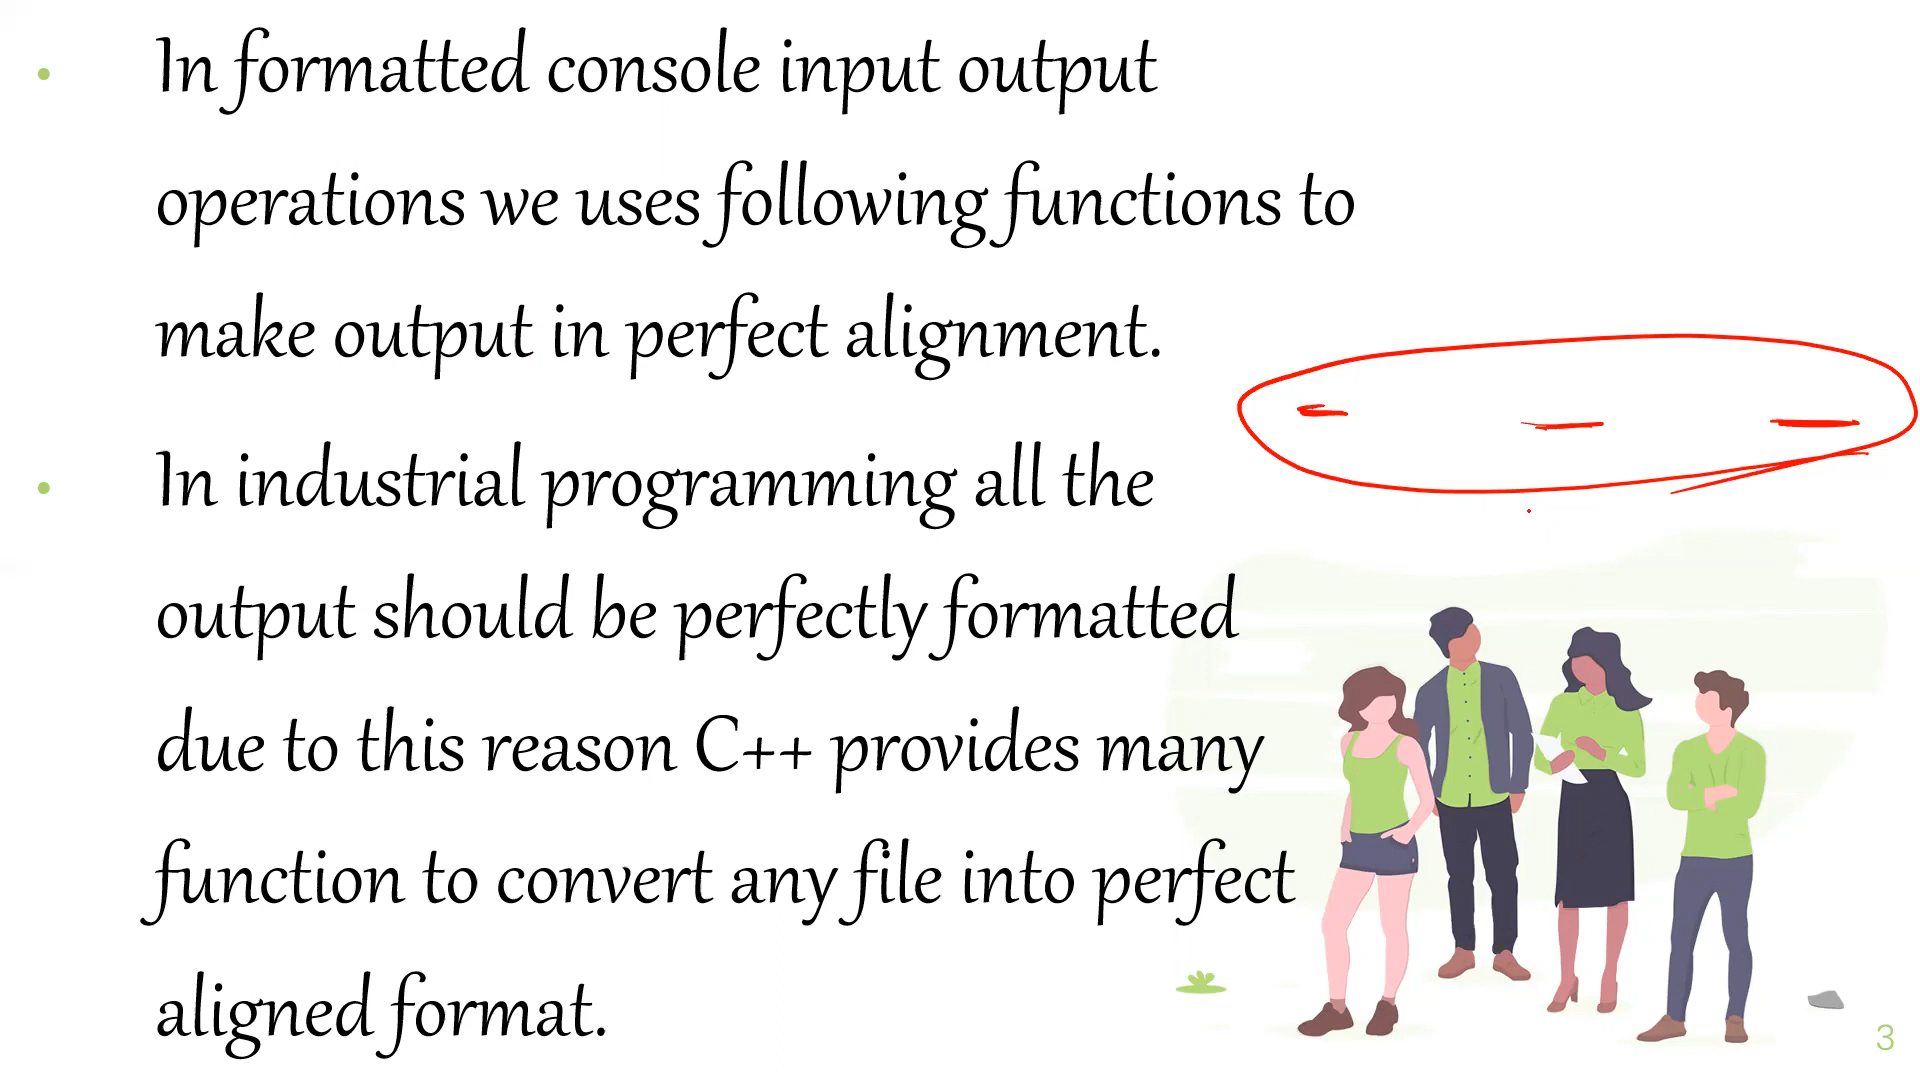 • In formatted console input output
operations we uses following functions to
make output in perfect alignment.
• In industrial programming all the
output should be perfectly formatted
due to this reason C++ provides many
function to convert any file into perfect
aligned format.
3